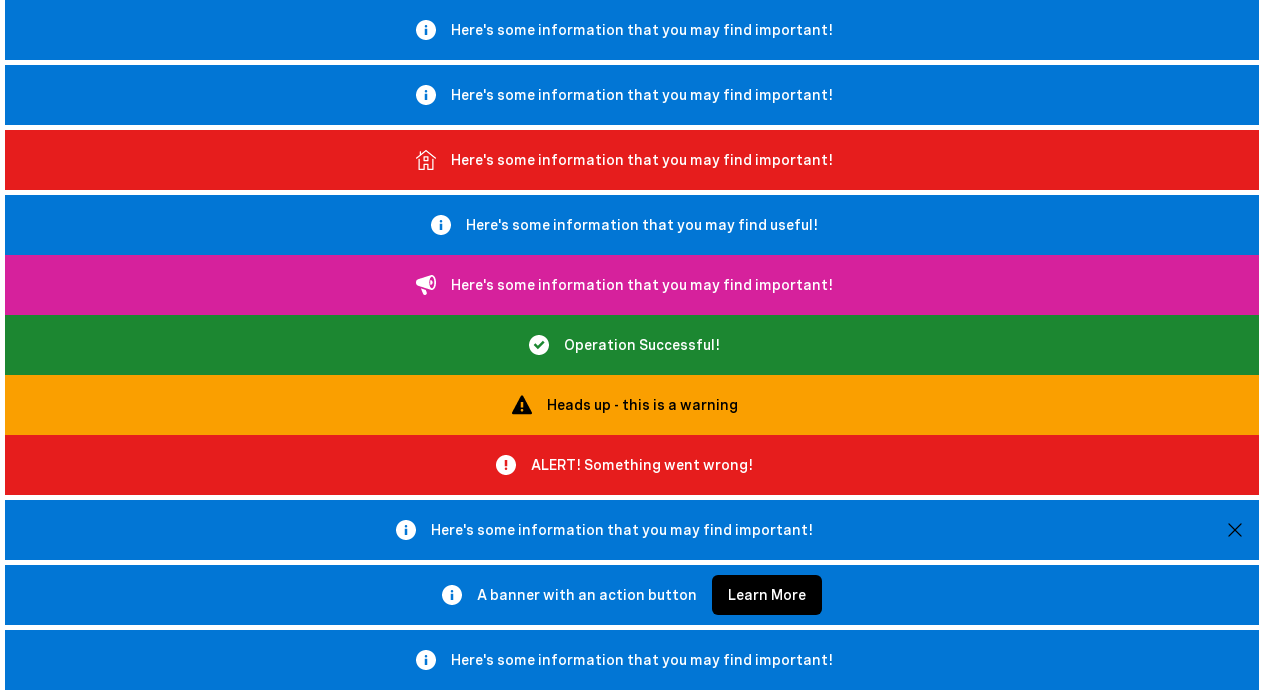 Here's some information that you may find important!
Here's some information that you may find important!
Here's some information that you may find important!
Here's some information that you may find useful!
Here's some information that you may find important!
Operation Successful!
Heads up - this is a warning
ALERT! Something went wrong!
Here's some information that you may find important!
A banner with an action button Learn More
Here's some information that you may find important!